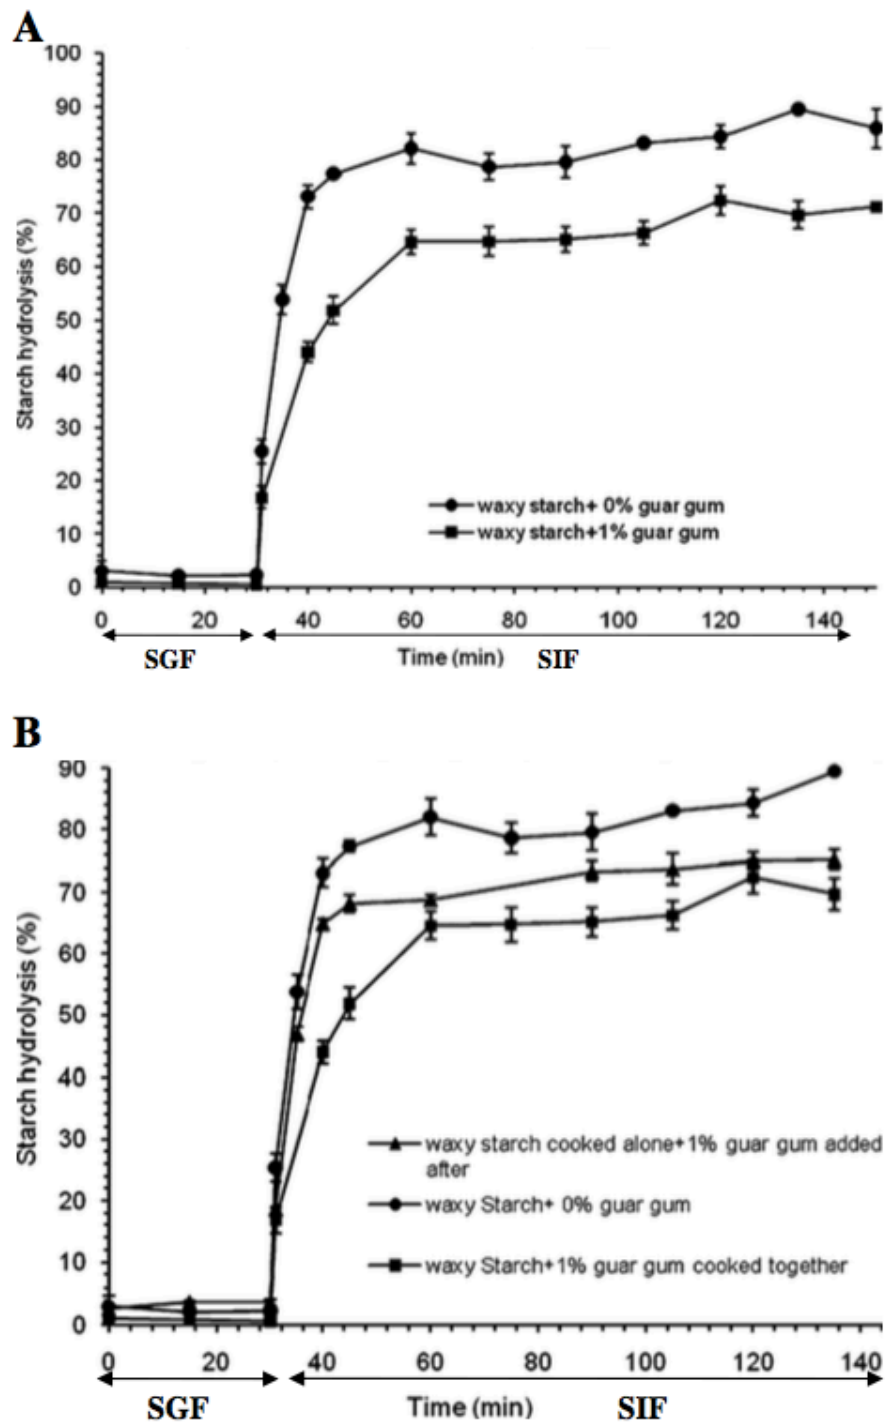 A
100
90
80
70
60
50
40
30
20
10
0
Starch hydrolysis (%)
waxy starch+ 0% guar gum
waxy starch+1% guar gum
0 20 40 60 80 100 120 140
SGF Time (min) SIF
B
90
80
70
60
50
40
30
20
10
0
Starch hydrolysis (%)
waxy starch cooked alone+1% guar gum added
after
waxy Starch+ 0% guar gum
waxy Starch+1% guar gum cooked together
0 20 40 60 80 100 120 140
SGF Time (min) SIF